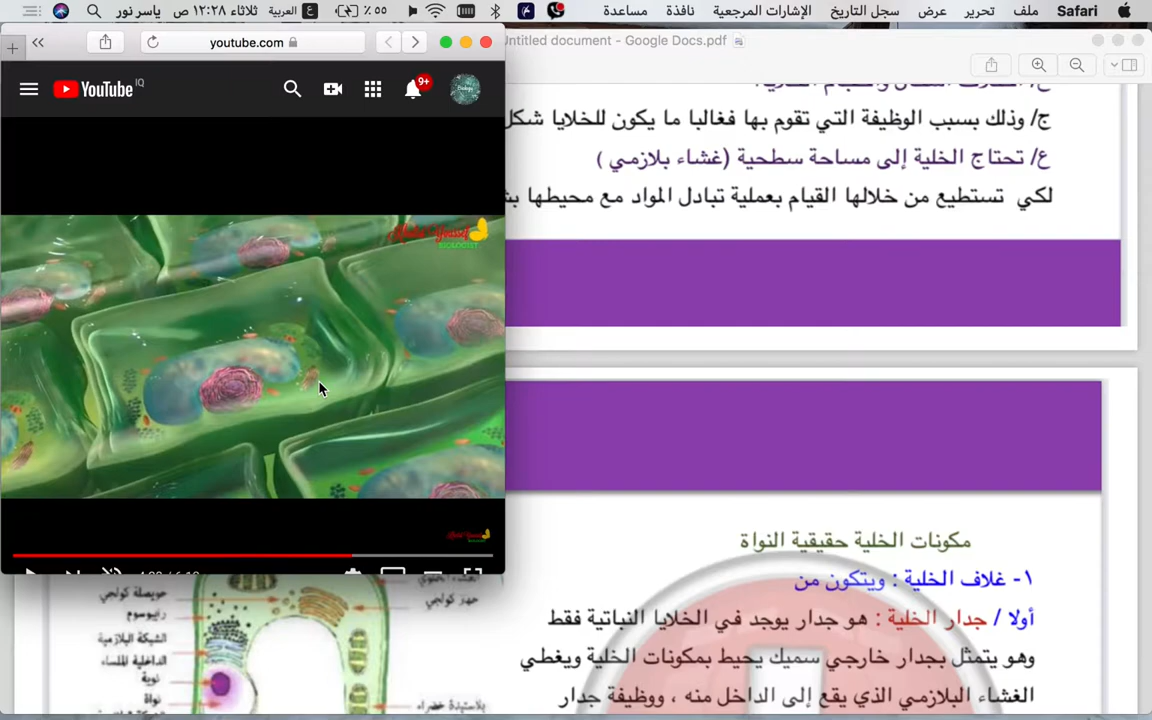 Safari ملف تحرير عرض سجل التاريخ الإشارات المرجعية نافذة مساعدة
٥٥ ٪ العربية ع ثلاثاء ١٢:٢٨ ص ياسر نور
youtube.com
Untitled document - Google Docs.pdf
YouTube IQ
9+
ج/ وذلك بسبب الوظيفة التي تقوم بها فغالبا ما يكون للخلايا شكل
ع/ تحتاج الخلية إلى مساحة سطحية (غشاء بلازمي )
لكي تستطيع من خلالها القيام بعملية تبادل المواد مع محيطها
BIOLOGIST
مكونات الخلية حقيقية النواة
١- غلاف الخلية : ويتكون من
أولا / جدار الخلية : هو جدار يوجد في الخلايا النباتية فقط
وهو يتمثل بجدار خارجي سميك يحيط بمكونات الخلية ويغطي
الغشاء البلازمي الذي يقع إلى الداخل منه ، ووظيفة جدار
حويصلة كولجي
جهاز كولجي
رايبوسوم
الشبكة البلازمية
الداخلية الملساء
نوية
نواة
بلاستيدة خضراء